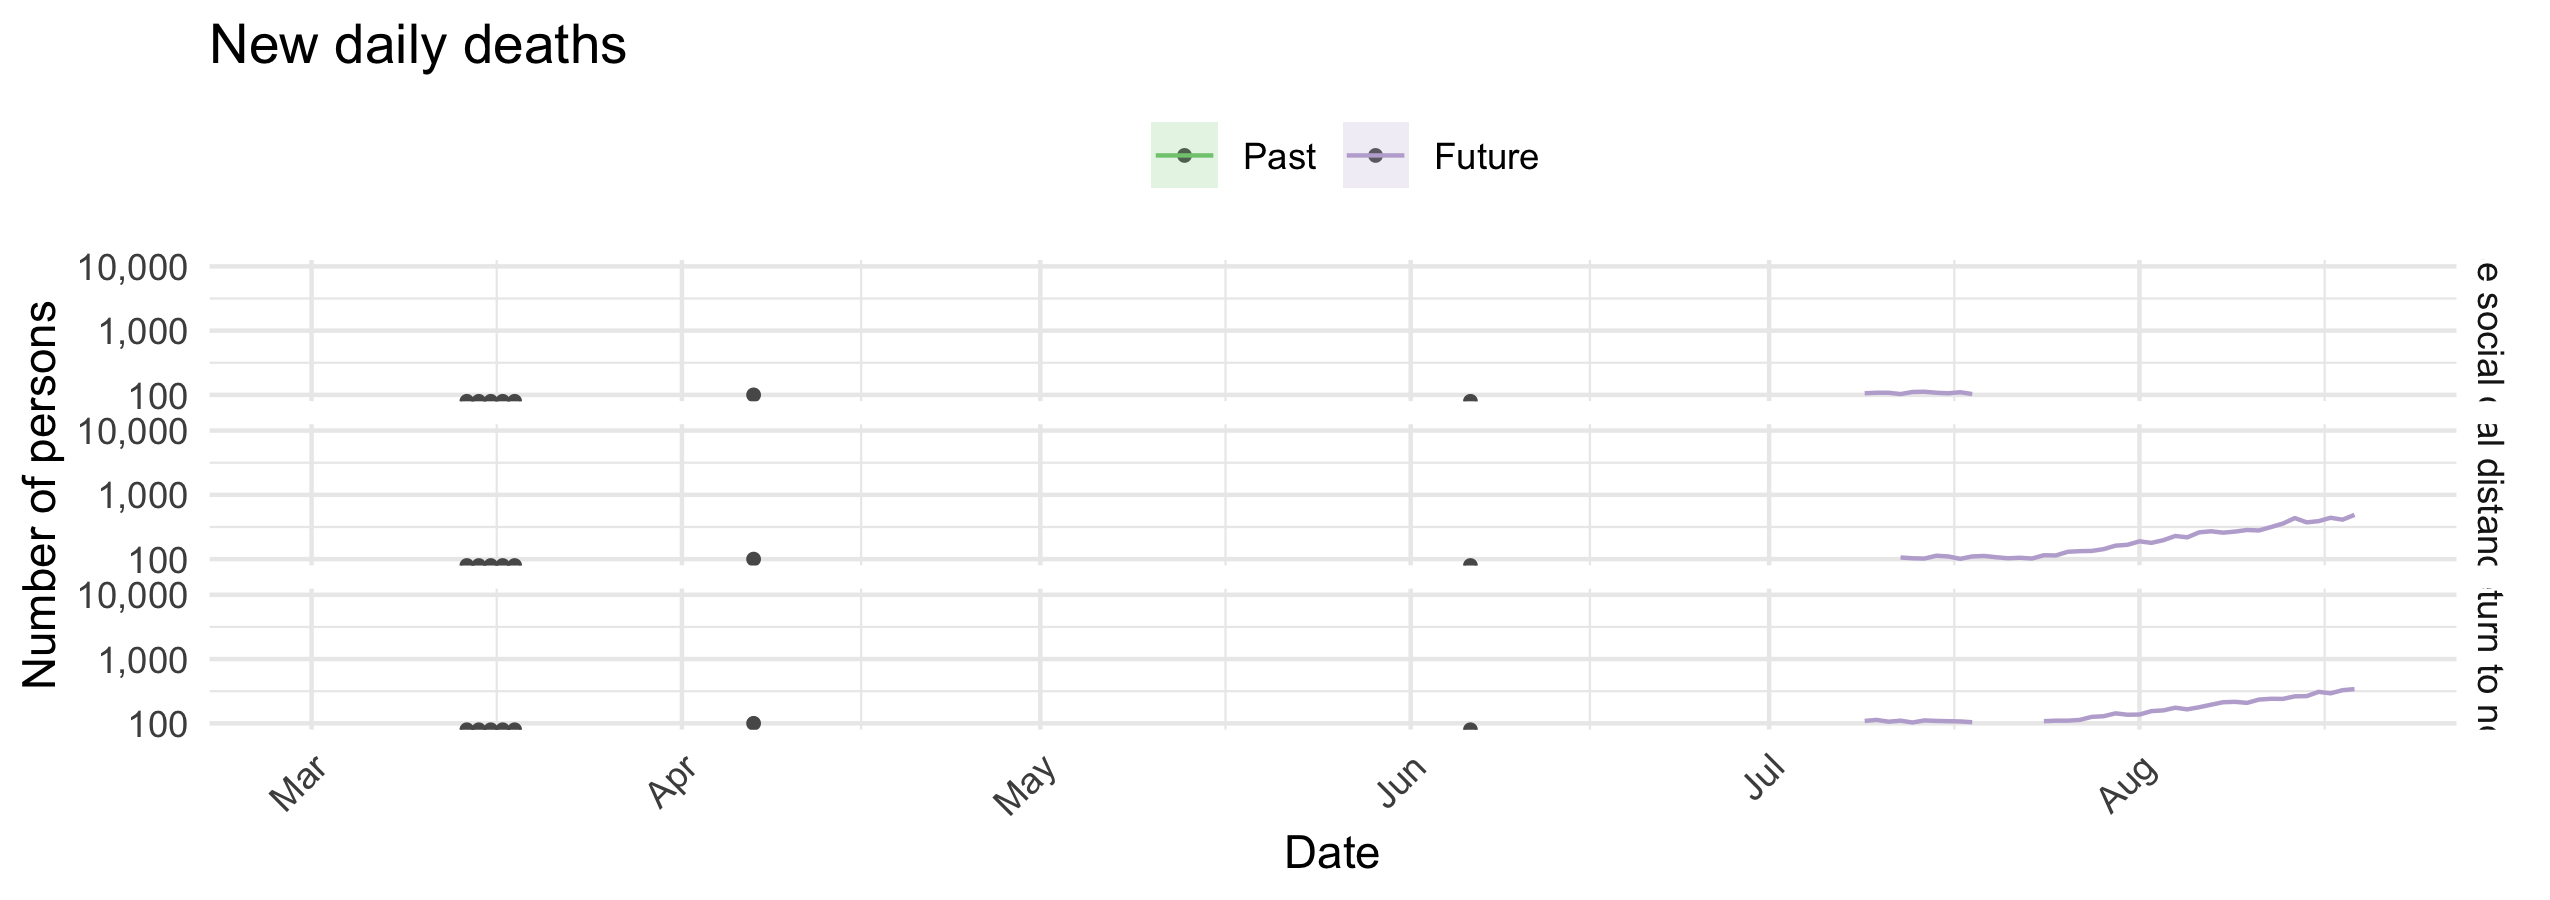 New daily deaths
Past
Future
Number of persons
10,000
1,000
100
e social
10,000
1,000
100
al distanc
10,000
1,000
100
turn to
Mar
Apr
May
Jun
Jul
Aug
Date